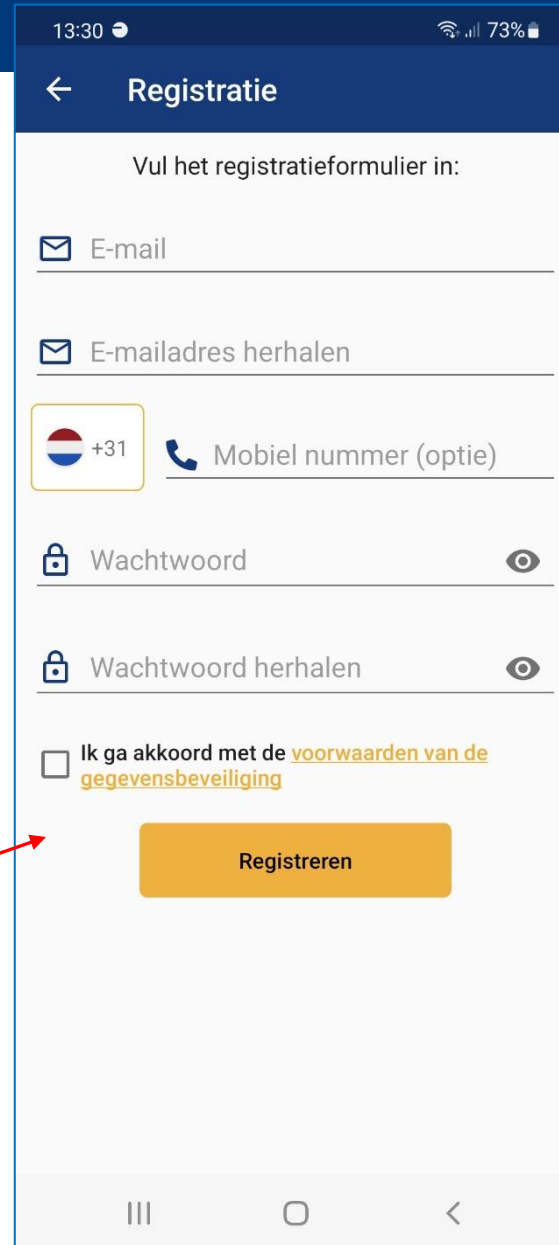 13:30 73%
Registratie
Vul het registratieformulier in:
E-mail
E-mailadres herhalen
+31 Mobiel nummer (optie)
Wachtwoord
Wachtwoord herhalen
Ik ga akkoord met de voorwaarden van de
gegevensbeveiliging
Registreren